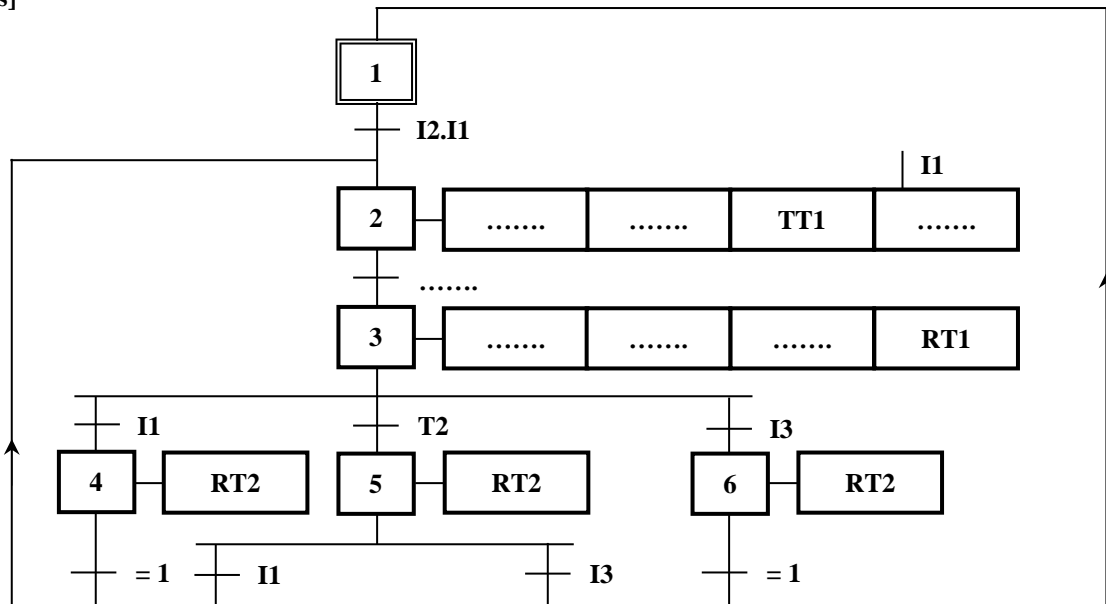 s]
1
I2.I1
I1
2 ……. ……. TT1 …….
…….
3 ……. ……. ……. RT1
I1 T2 I3
4 RT2 5 RT2 6 RT2
= 1 I1 I3 = 1